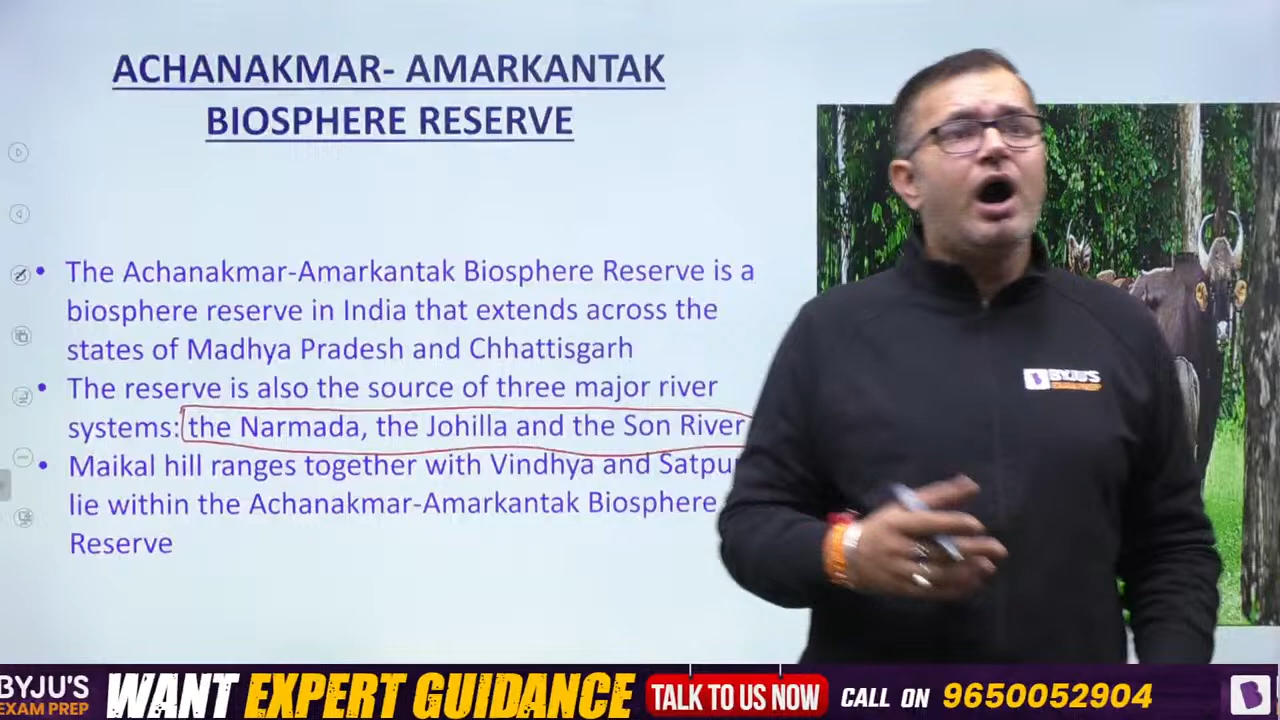 ACHANAKMAR- AMARKANTAK
BIOSPHERE RESERVE
• The Achanakmar-Amarkantak Biosphere Reserve is a
biosphere reserve in India that extends across the
states of Madhya Pradesh and Chhattisgarh
• The reserve is also the source of three major river
systems: the Narmada, the Johilla and the Son River
• Maikal hill ranges together with Vindhya and Satpu
lie within the Achanakmar-Amarkantak Biosphere
Reserve
BYJU'S
EXAM PREP
BYJU'S
EXAM PREP
WANT EXPERT GUIDANCE
TALK TO US NOW
CALL ON 9650052904